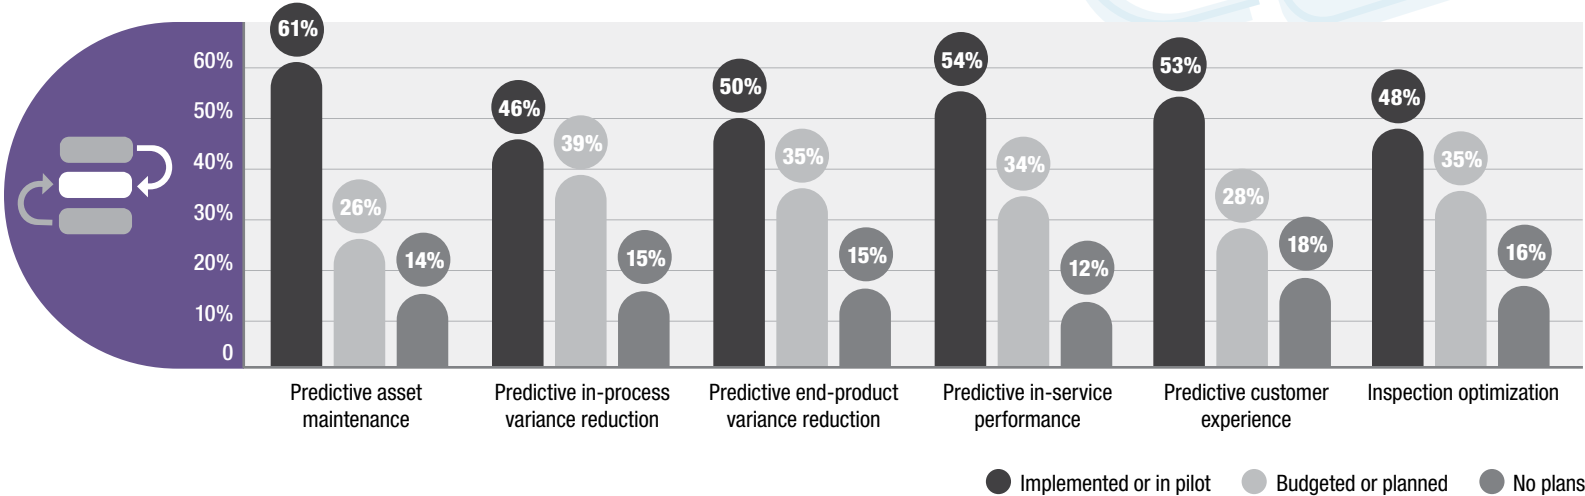 61%
46%
39%
50%
35%
54%
34%
53%
28%
48%
35%
26%
14%
15%
15%
12%
18%
16%
60%
50%
40%
30%
20%
10%
0
Predictive asset
maintenance
Predictive in-process
variance reduction
Predictive end-product
variance reduction
Predictive in-service
performance
Predictive customer
experience
Inspection optimization
Implemented or in pilot
Budgeted or planned
No plans